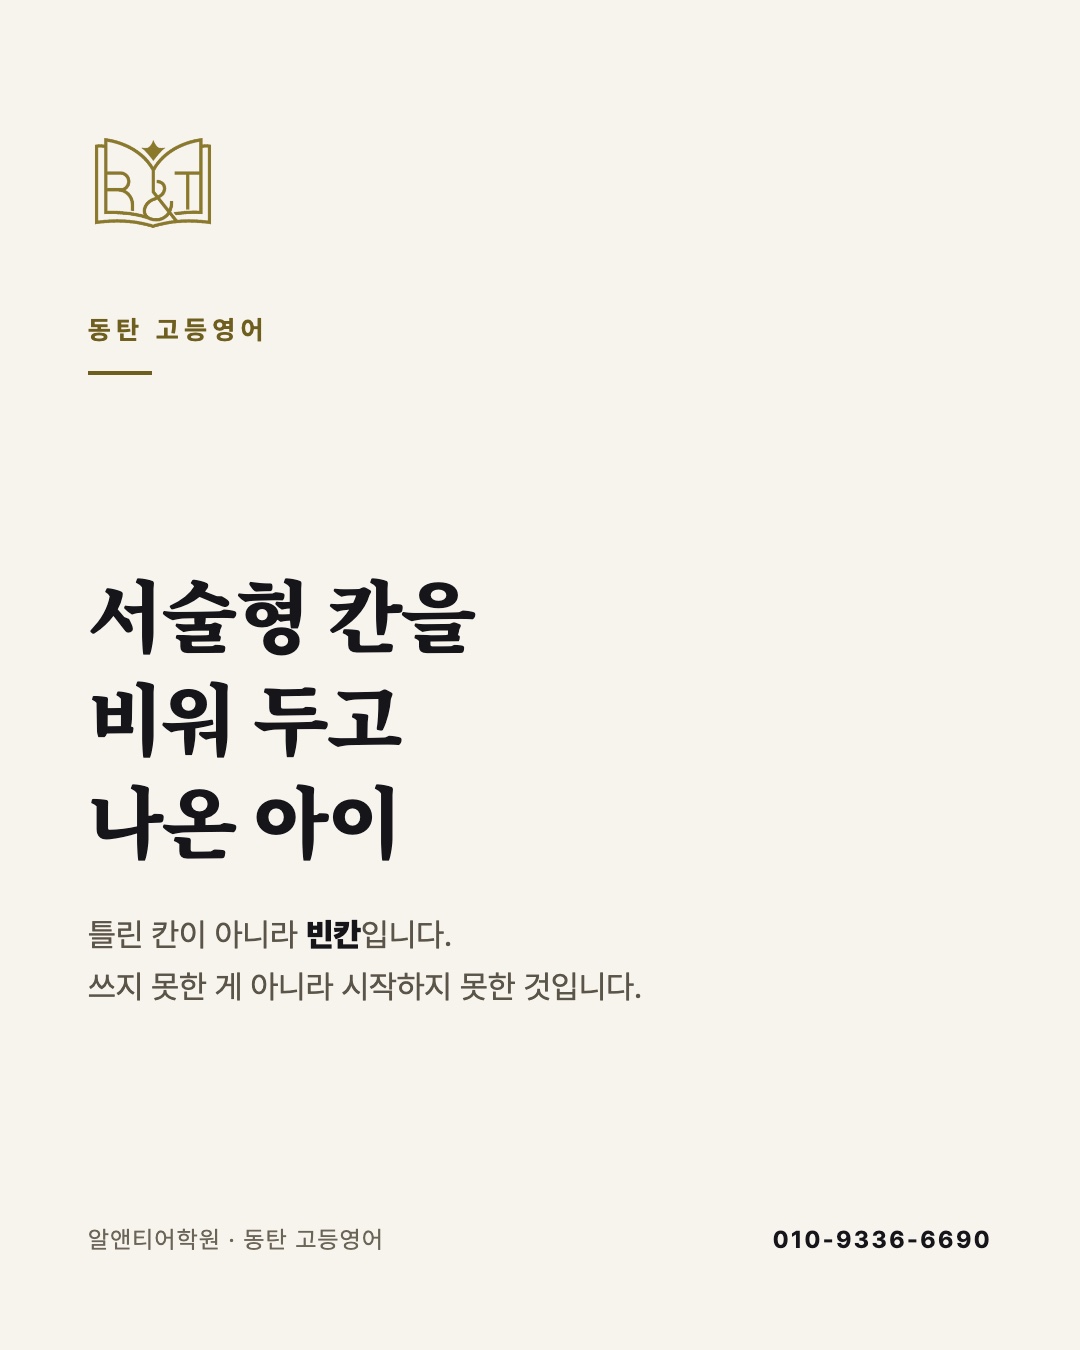 R&T
동탄 고등영어
서술형 칸을
비워 두고
나온 아이
틀린 칸이 아니라 빈칸입니다.
쓰지 못한 게 아니라 시작하지 못한 것입니다.
알앤티어학원 · 동탄 고등영어
010-9336-6690